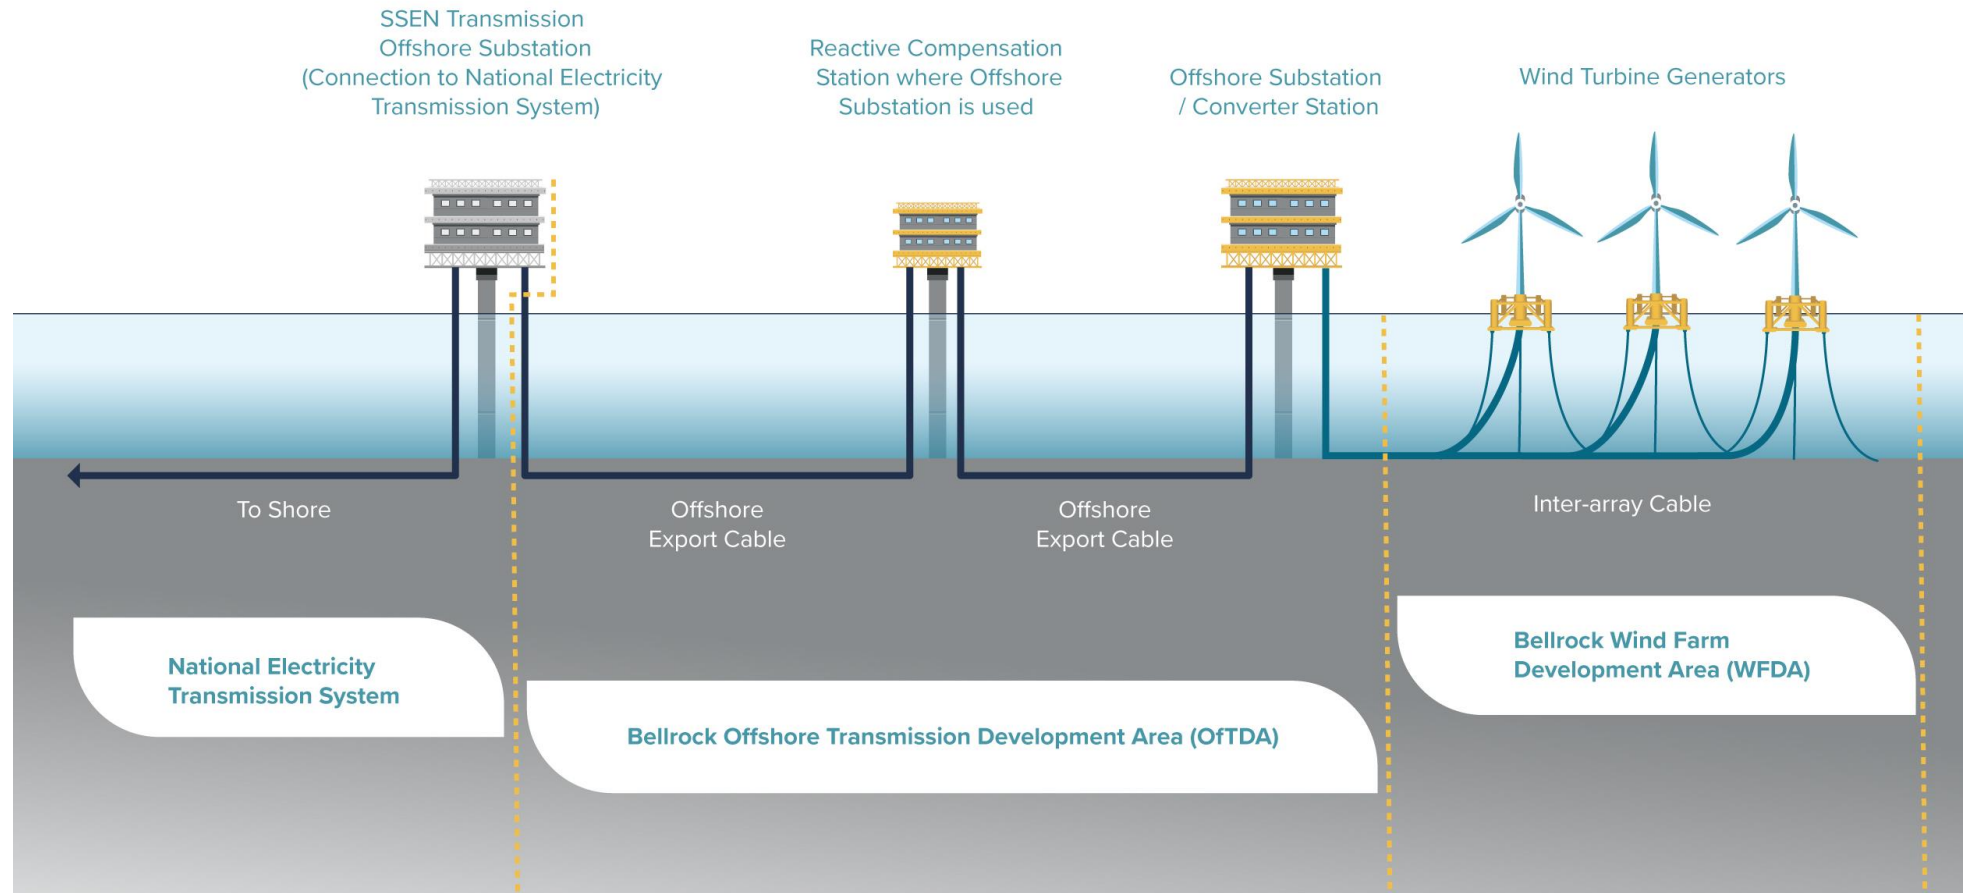 SSEN Transmission
Offshore Substation
(Connection to National Electricity
Transmission System)
Reactive Compensation
Station where Offshore
Substation is used
Offshore Substation
/ Converter Station
Wind Turbine Generators
To Shore
Offshore
Export Cable
Offshore
Export Cable
Inter-array Cable
National Electricity
Transmission System
Bellrock Offshore Transmission Development Area (OfTDA)
Bellrock Wind Farm
Development Area (WFDA)